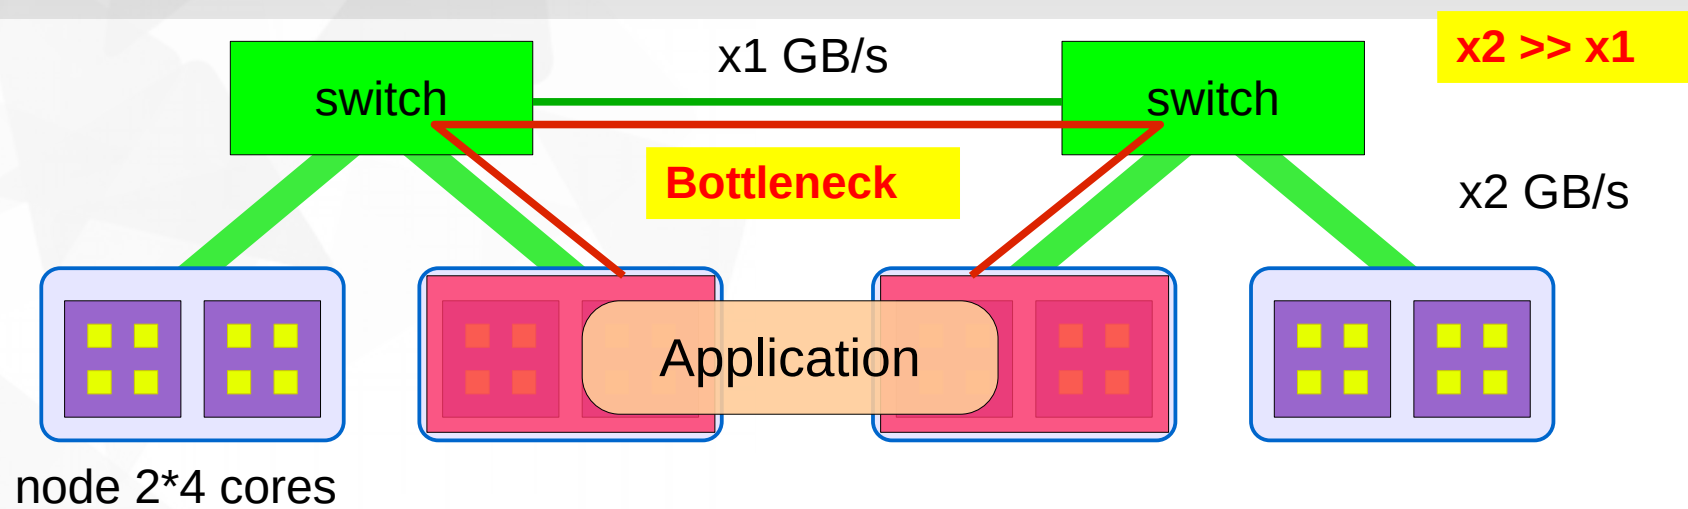 x1 GB/s
x2 >> x1
switch
switch
Bottleneck
x2 GB/s
Application
node 2*4 cores